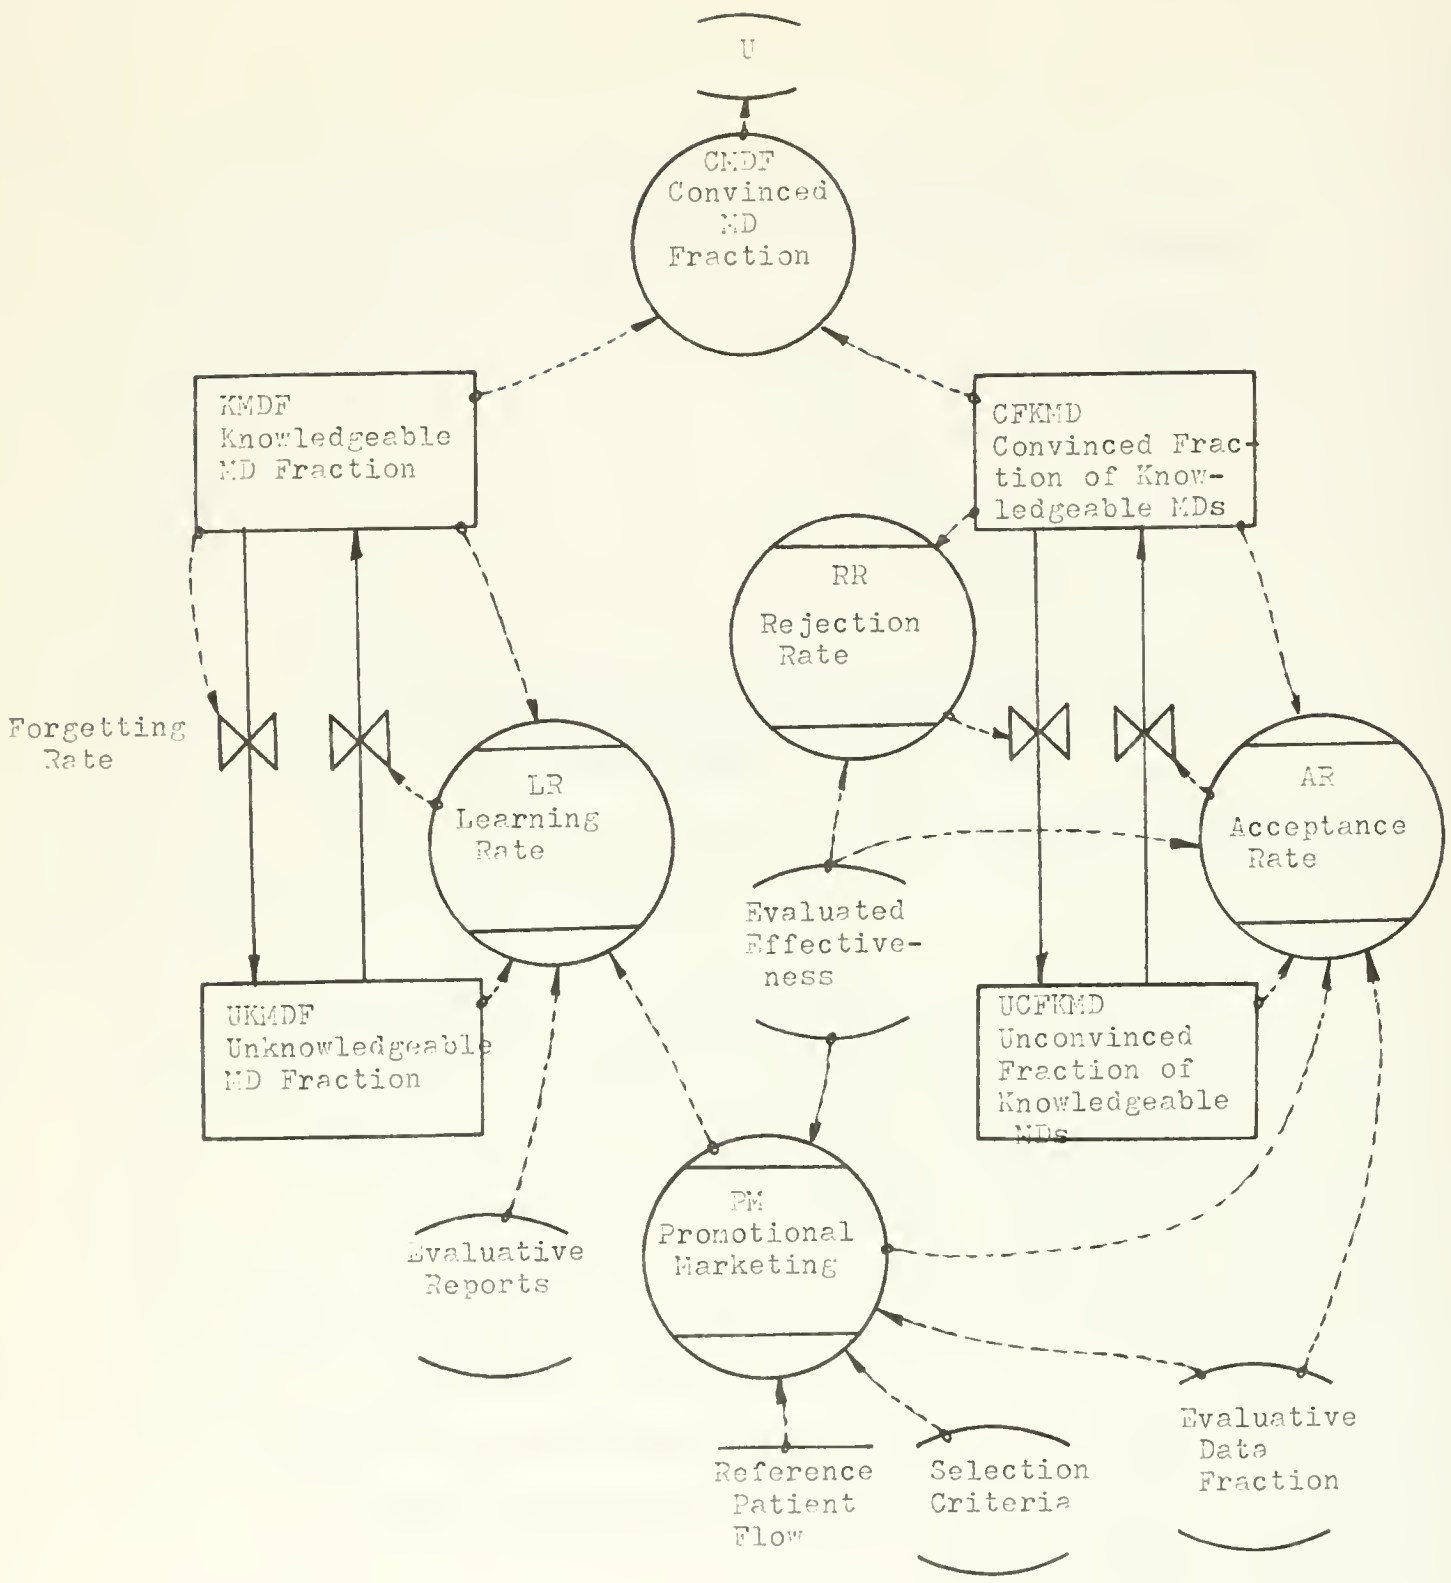 U
CMDF
Convinced
MD
Fraction
KMDF
Knowledgeable
MD Fraction
CFKMD
Convinced Frac-
tion of Know-
ledgeable MDs
RR
Rejection
Rate
Forgetting
Rate
LR
Learning
Rate
AR
Acceptance
Rate
Evaluated
Effective-
ness
UKMDF
Unknowledgeable
MD Fraction
UCFKMD
Unconvinced
Fraction of
Knowledgeable
MDs
PM
Promotional
Marketing
Evaluative
Reports
Reference
Patient
Flow
Selection
Criteria
Evaluative
Data
Fraction